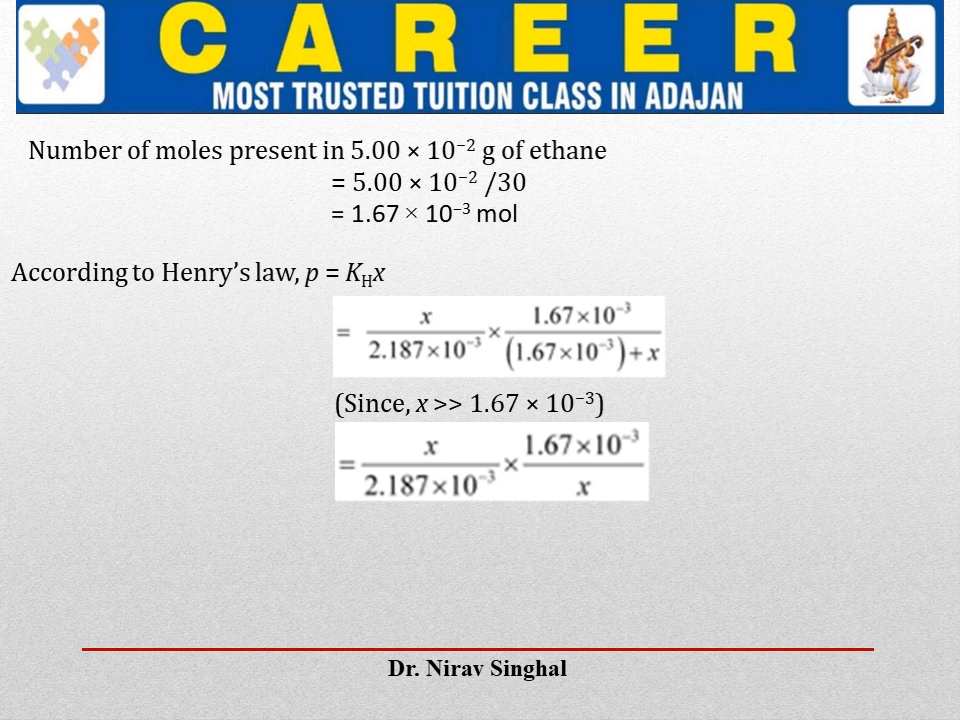 CAREER
MOST TRUSTED TUITION CLASS IN ADAJAN
Number of moles present in 5.00 × 10⁻² g of ethane
= 5.00 × 10⁻² /30
= 1.67 × 10⁻³ mol
According to Henry’s law, p = K_H x
= x / 2.187×10⁻³ × 1.67×10⁻³ / (1.67×10⁻³)+x
(Since, x >> 1.67 × 10⁻³)
= x / 2.187×10⁻³ × 1.67×10⁻³ / x
Dr. Nirav Singhal